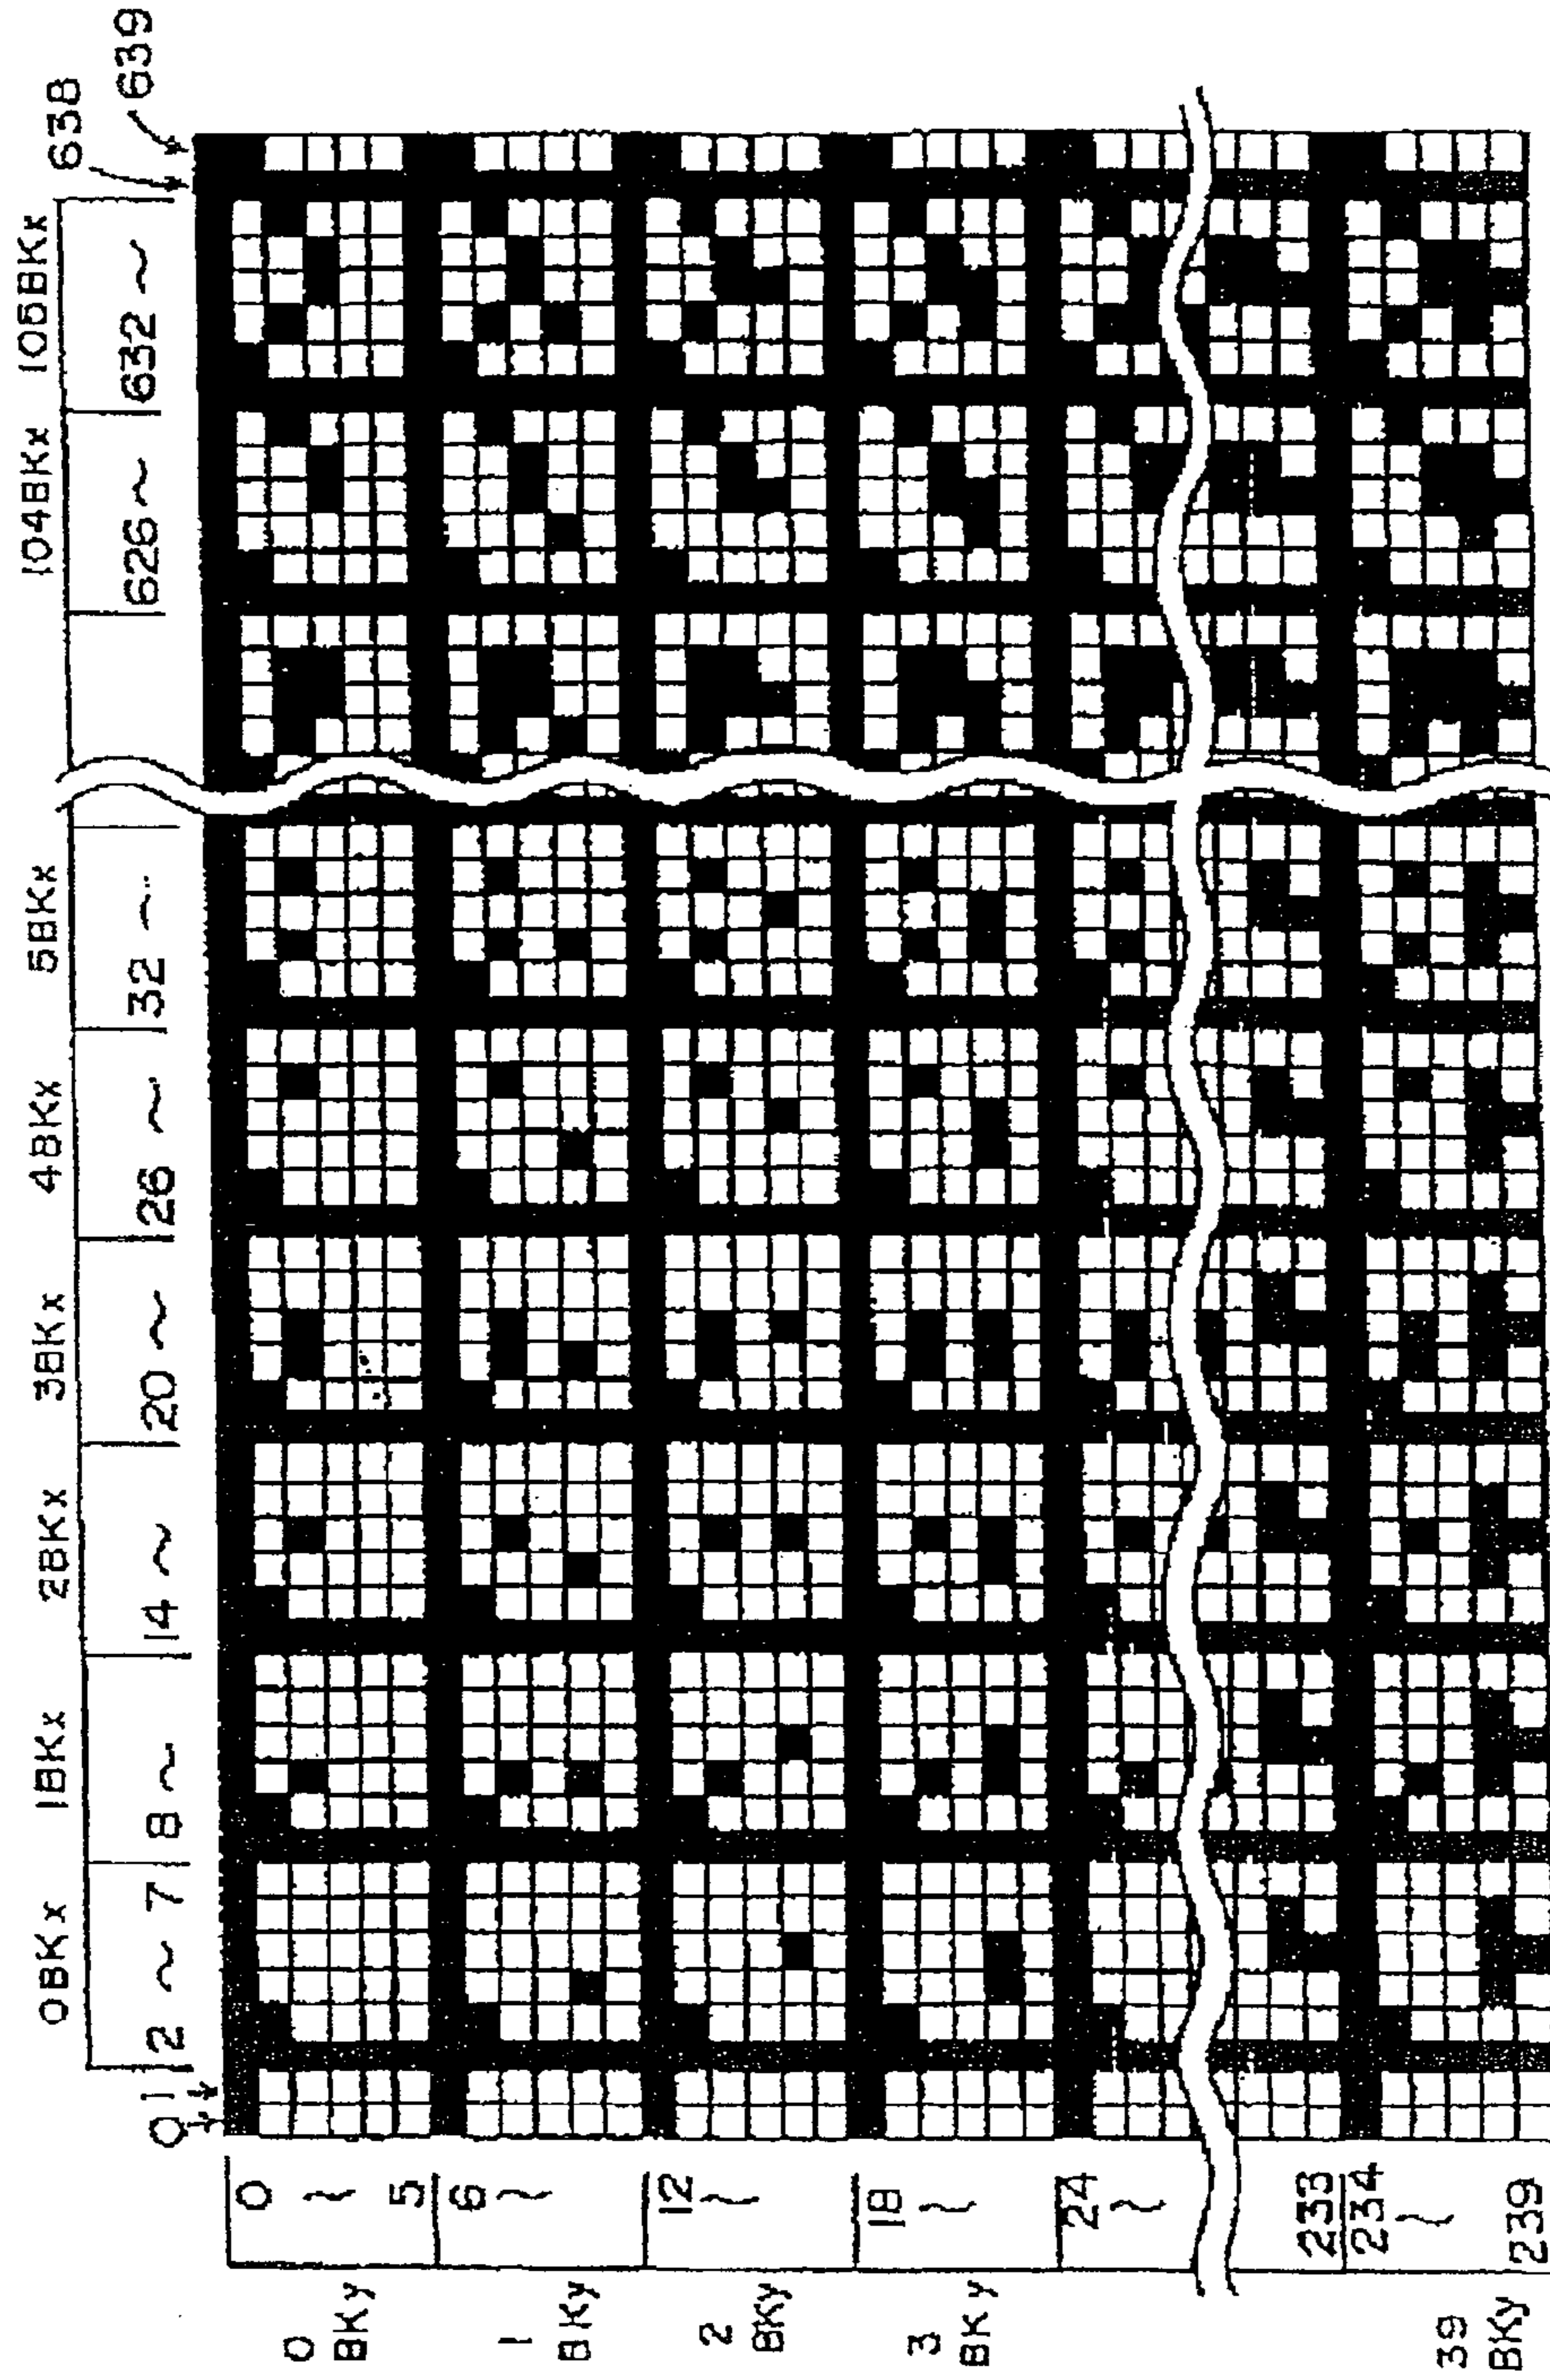 0BKx 1BKx 2BKx 3BKx 4BKx 5BKx 104BKx 105BKx
0 1 2 ~ 7 8 ~ 14 ~ 20 ~ 26 ~ 32 ~ 626 ~ 632 ~ 638 639
0 BKy
0 ~ 5
1 BKy
6 ~
2 BKy
12 ~
3 BKy
18 ~
24 ~
233
39 BKy
234 ~ 239